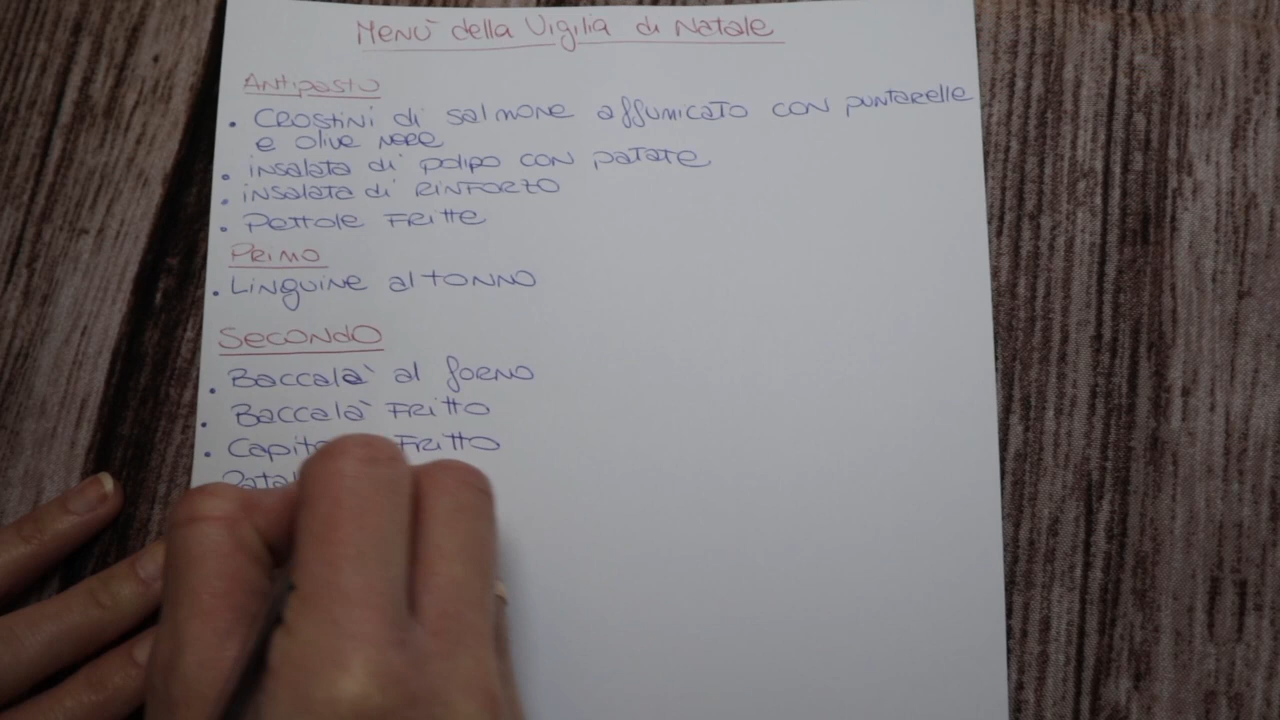 Menù della Vigilia di Natale
Antipasto
• Crostini di salmone affumicato con puntarelle
e olive nere
• insalata di polipo con patate
• insalata di rinforzo
• Pettole fritte
Primo
• Linguine al tonno
Secondo
• Baccalà al forno
• Baccalà fritto
• fritto